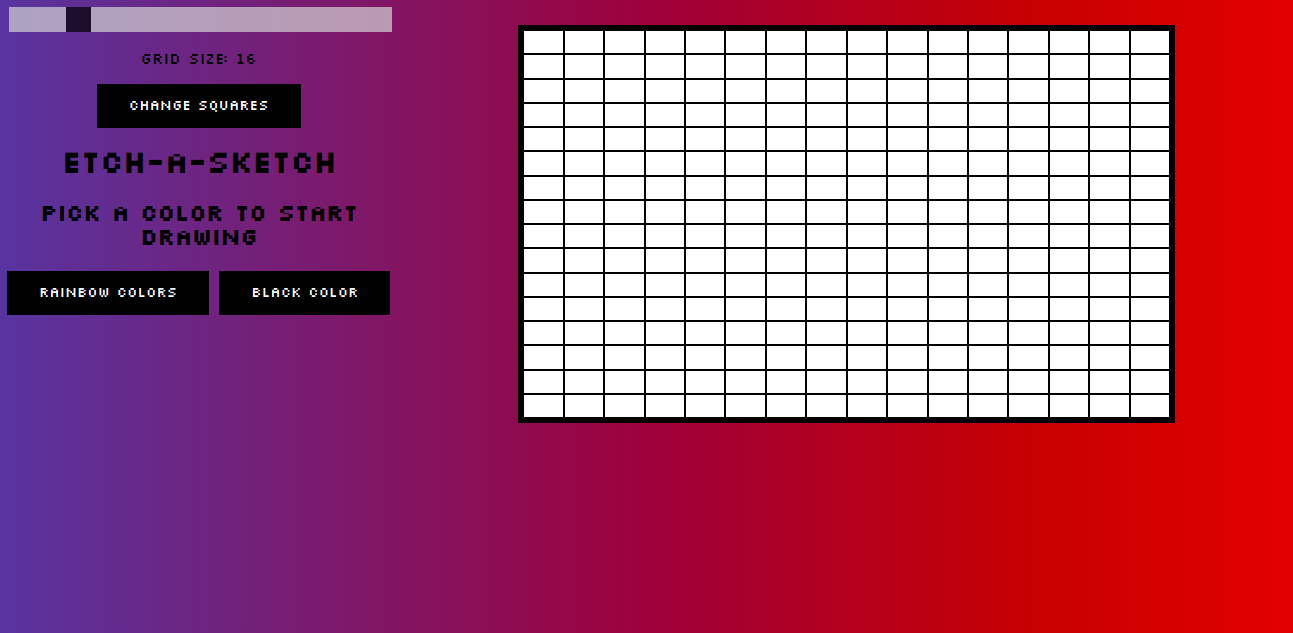 GRID SIZE: 16
CHANGE SQUARES
ETCH-A-SKETCH
PICK A COLOR TO START
DRAWING
RAINBOW COLORS
BLACK COLOR